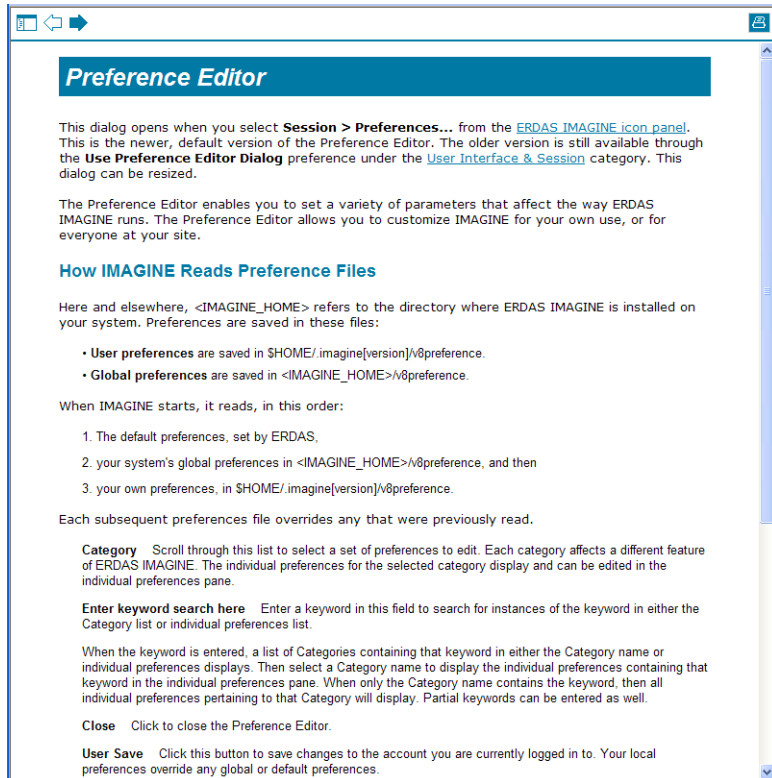 Preference Editor
This dialog opens when you select Session > Preferences... from the ERDAS IMAGINE icon panel.
This is the newer, default version of the Preference Editor. The older version is still available through
the Use Preference Editor Dialog preference under the User Interface & Session category. This
dialog can be resized.
The Preference Editor enables you to set a variety of parameters that affect the way ERDAS
IMAGINE runs. The Preference Editor allows you to customize IMAGINE for your own use, or for
everyone at your site.
How IMAGINE Reads Preference Files
Here and elsewhere, <IMAGINE_HOME> refers to the directory where ERDAS IMAGINE is installed on
your system. Preferences are saved in these files:
• User preferences are saved in $HOME/.imagine[version]/v8preference.
• Global preferences are saved in <IMAGINE_HOME>/v8preference.
When IMAGINE starts, it reads, in this order:
1. The default preferences, set by ERDAS,
2. your system's global preferences in <IMAGINE_HOME>/v8preference, and then
3. your own preferences, in $HOME/.imagine[version]/v8preference.
Each subsequent preferences file overrides any that were previously read.
Category Scroll through this list to select a set of preferences to edit. Each category affects a different feature
of ERDAS IMAGINE. The individual preferences for the selected category display and can be edited in the
individual preferences pane.
Enter keyword search here Enter a keyword in this field to search for instances of the keyword in either the
Category list or individual preferences list.
When the keyword is entered, a list of Categories containing that keyword in either the Category name or
individual preferences displays. Then select a Category name to display the individual preferences containing that
keyword in the individual preferences pane. When only the Category name contains the keyword, then all
individual preferences pertaining to that Category will display. Partial keywords can be entered as well.
Close Click to close the Preference Editor.
User Save Click this button to save changes to the account you are currently logged in to. Your local
preferences override any global or default preferences.